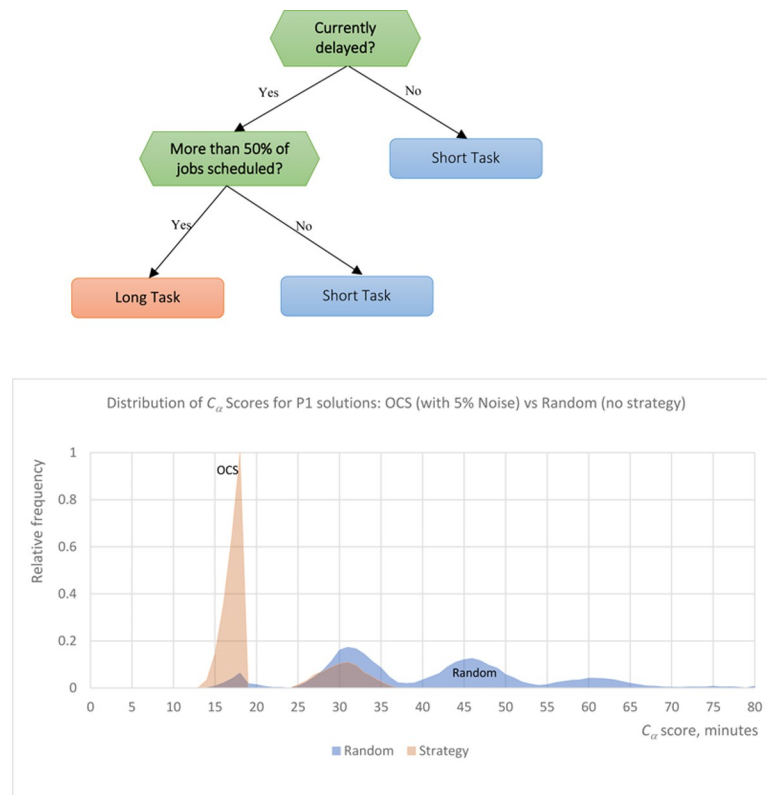 Currently
delayed?
Yes
No
More than 50% of
jobs scheduled?
Short Task
Yes
No
Long Task
Short Task
Distribution of Cα Scores for P1 solutions: OCS (with 5% Noise) vs Random (no strategy)
Relative frequency
1
0.8
0.6
0.4
0.2
0
OCS
Random
0 5 10 15 20 25 30 35 40 45 50 55 60 65 70 75 80
Cα score, minutes
Random Strategy